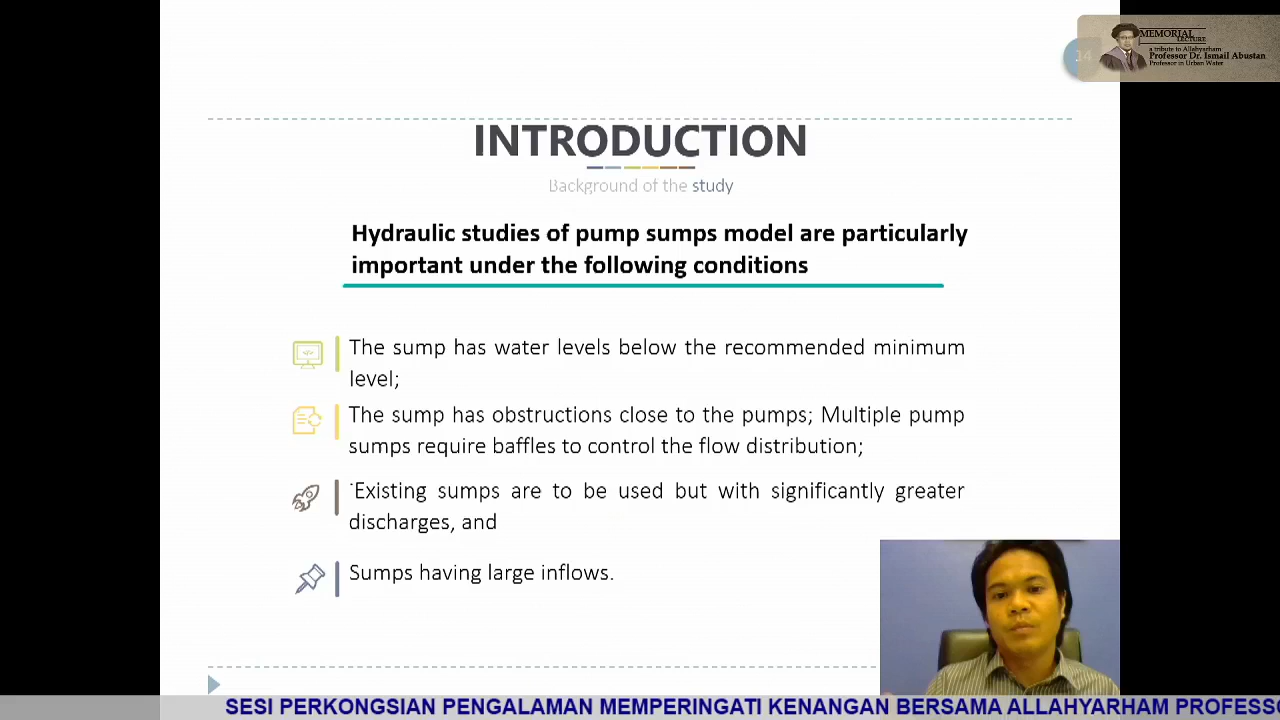 MEMORIAL
LECTURE
a tribute to Allahyarham
Professor Dr. Ismail Abustan
Professor in Urban Water
14
INTRODUCTION
Background of the study
Hydraulic studies of pump sumps model are particularly
important under the following conditions
The sump has water levels below the recommended minimum
level;
The sump has obstructions close to the pumps; Multiple pump
sumps require baffles to control the flow distribution;
Existing sumps are to be used but with significantly greater
discharges, and
Sumps having large inflows.
SESI PERKONGSIAN PENGALAMAN MEMPERINGATI KENANGAN BERSAMA ALLAHYARHAM PROFESSO